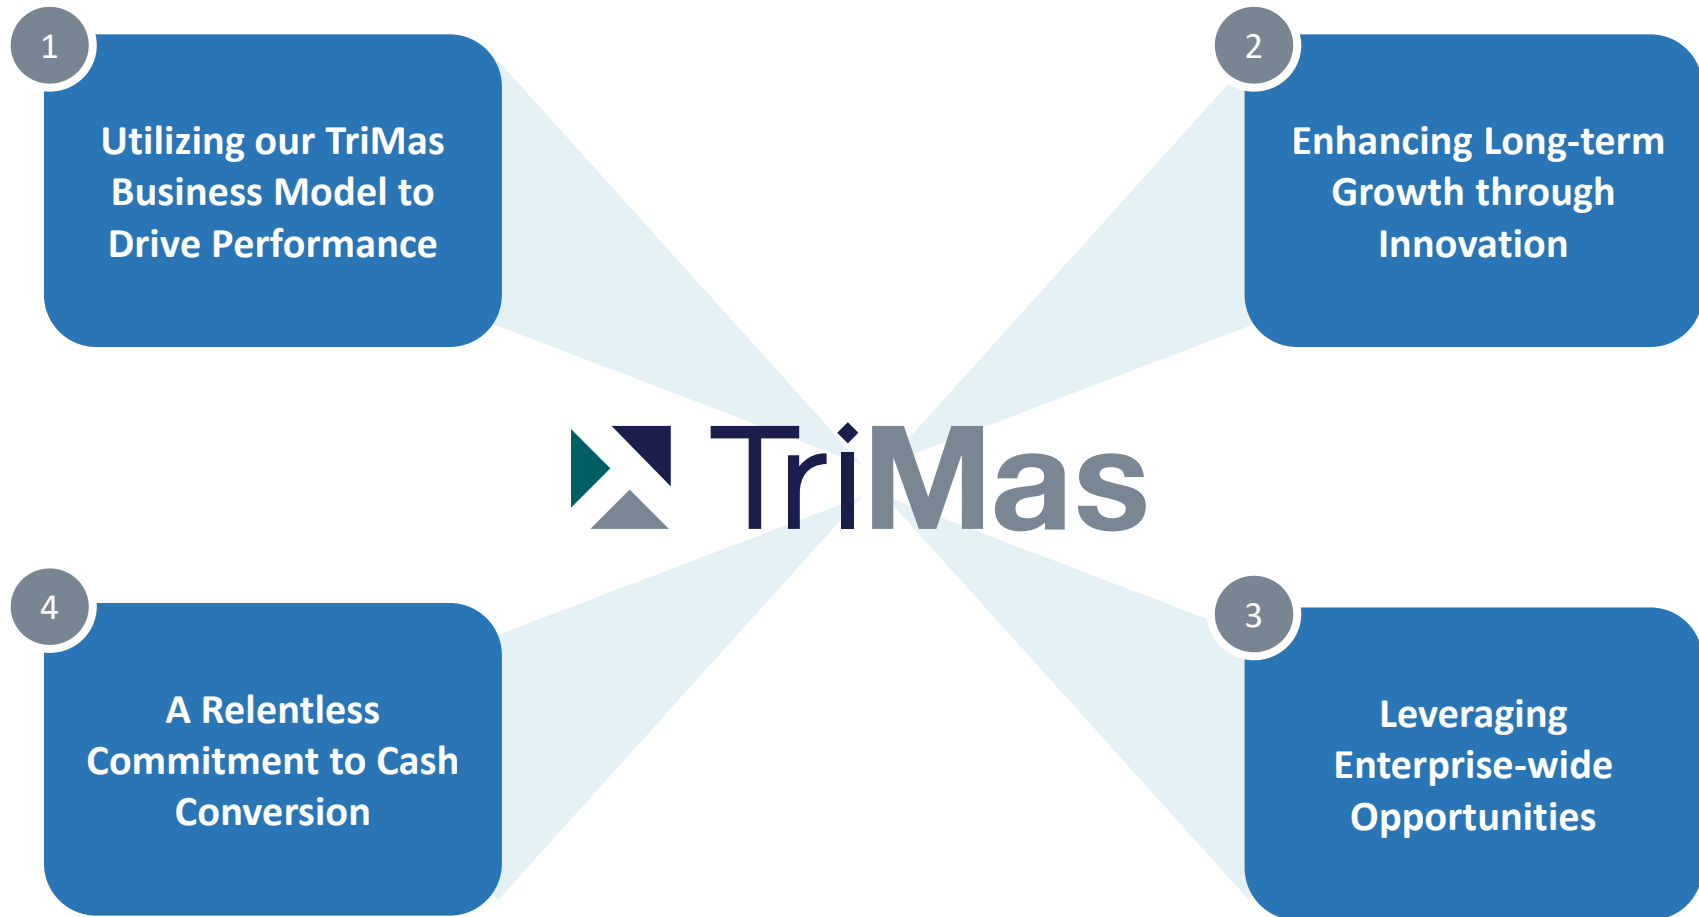 1
Utilizing our TriMas
Business Model to
Drive Performance
2
Enhancing Long-term
Growth through
Innovation
TriMas
4
A Relentless
Commitment to Cash
Conversion
3
Leveraging
Enterprise-wide
Opportunities